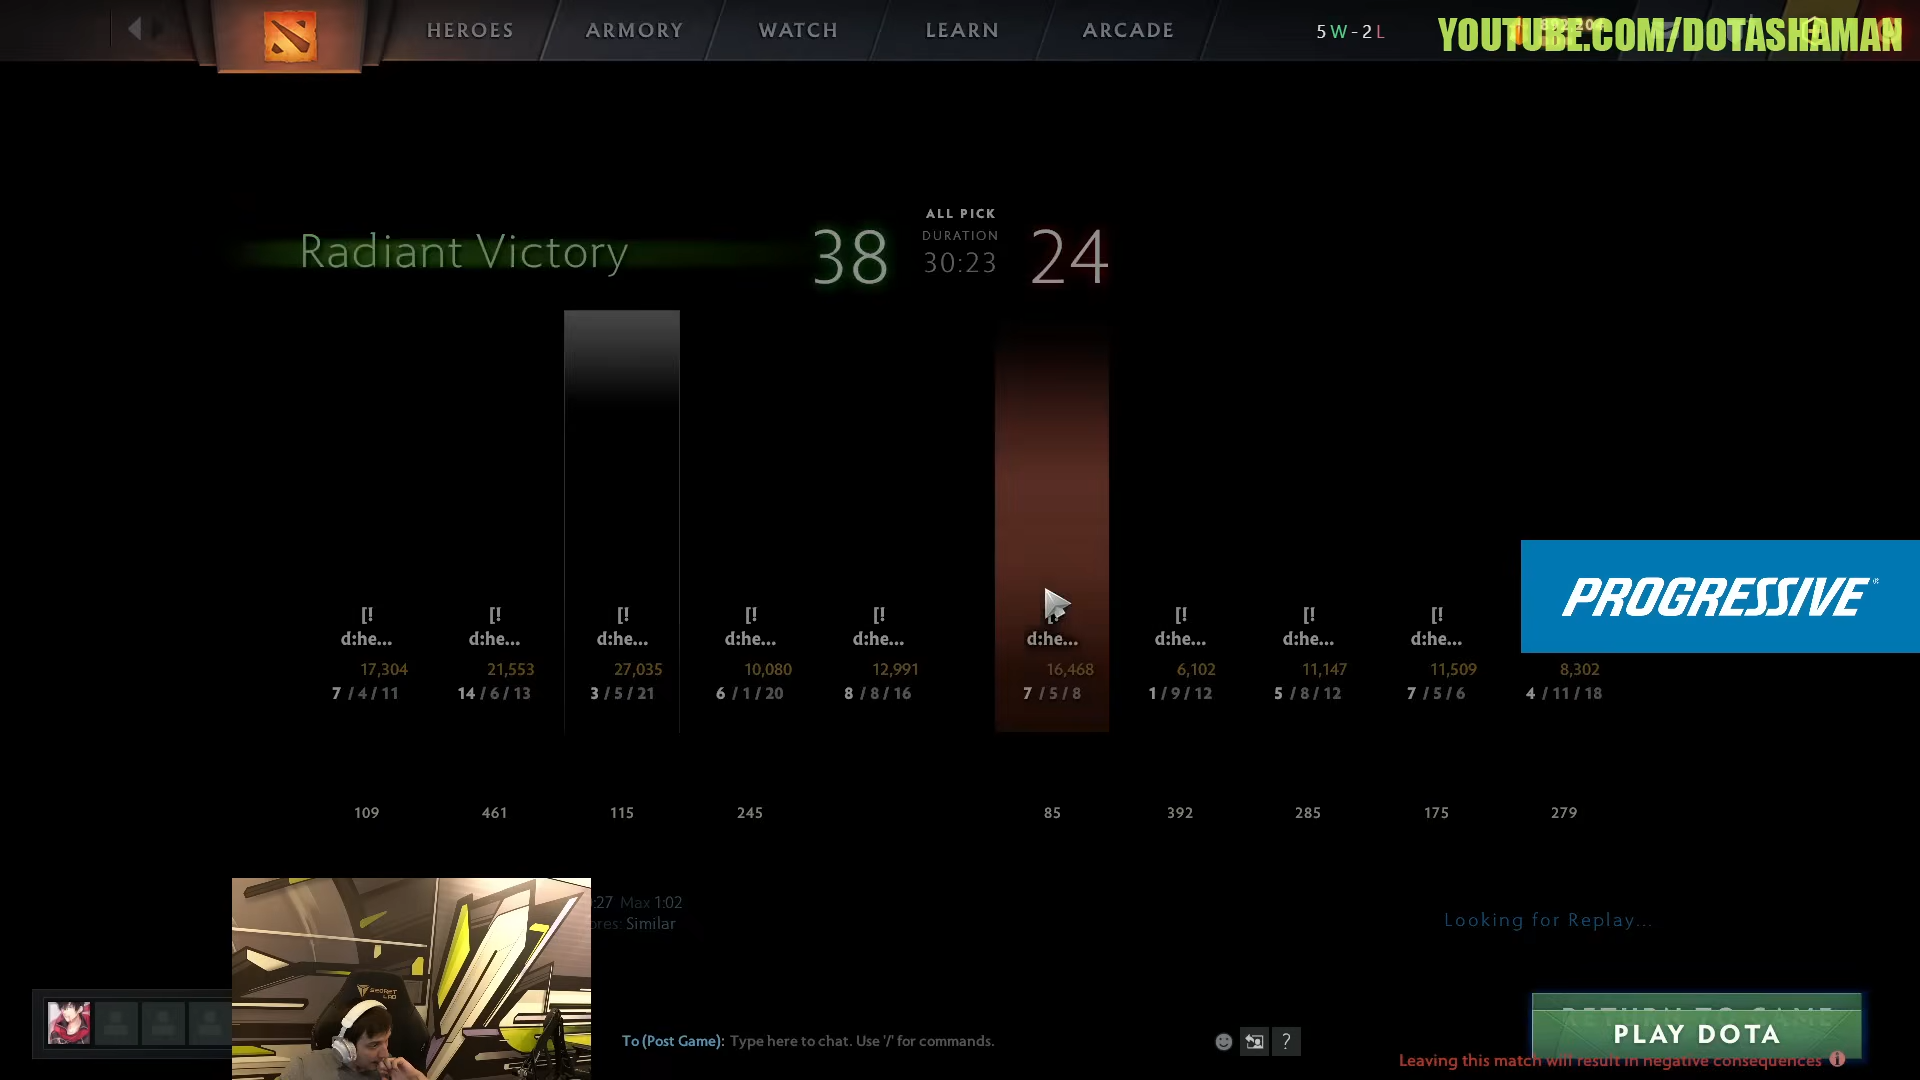 HEROES ARMORY WATCH LEARN ARCADE 5W-2L YOUTUBE.COM/DOTASHAMAN
Radiant Victory 38 ALL PICK 24
DURATION
30:23
PROGRESSIVE
[! [! [! [! [! [! [! [! [!
d:he... d:he... d:he... d:he... d:he... d:he... d:he... d:he... d:he...
17,304 21,553 27,035 10,080 12,991 16,468 6,102 11,147 11,509 8,302
7 / 4 / 11 14 / 6 / 13 3 / 5 / 21 6 / 1 / 20 8 / 8 / 16 7 / 5 / 8 1 / 9 / 12 5 / 8 / 12 7 / 5 / 6 4 / 11 / 18
109 461 115 245 85 392 285 175 279
:27 Max 1:02
Similar
Looking for Replay...
SECRET LAB
RETURN TO GAME
PLAY DOTA
To (Post Game): Type here to chat. Use '/' for commands. ?
Leaving this match will result in negative consequences